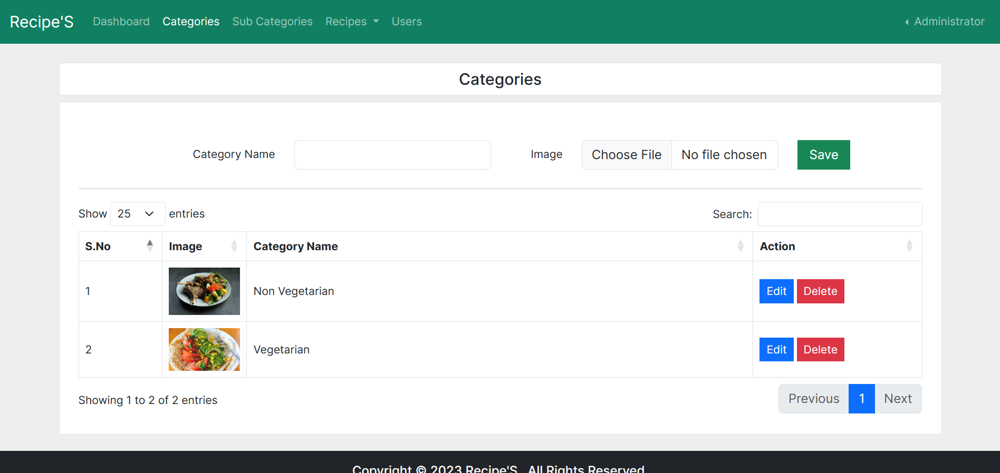 Recipe'S Dashboard Categories Sub Categories Recipes Users Administrator
Categories
Category Name Image Choose File No file chosen Save
Show 25 entries Search:
S.No Image Category Name Action
1 Non Vegetarian Edit Delete
2 Vegetarian Edit Delete
Showing 1 to 2 of 2 entries Previous 1 Next
Copyright © 2023 Recipe'S . All Rights Reserved